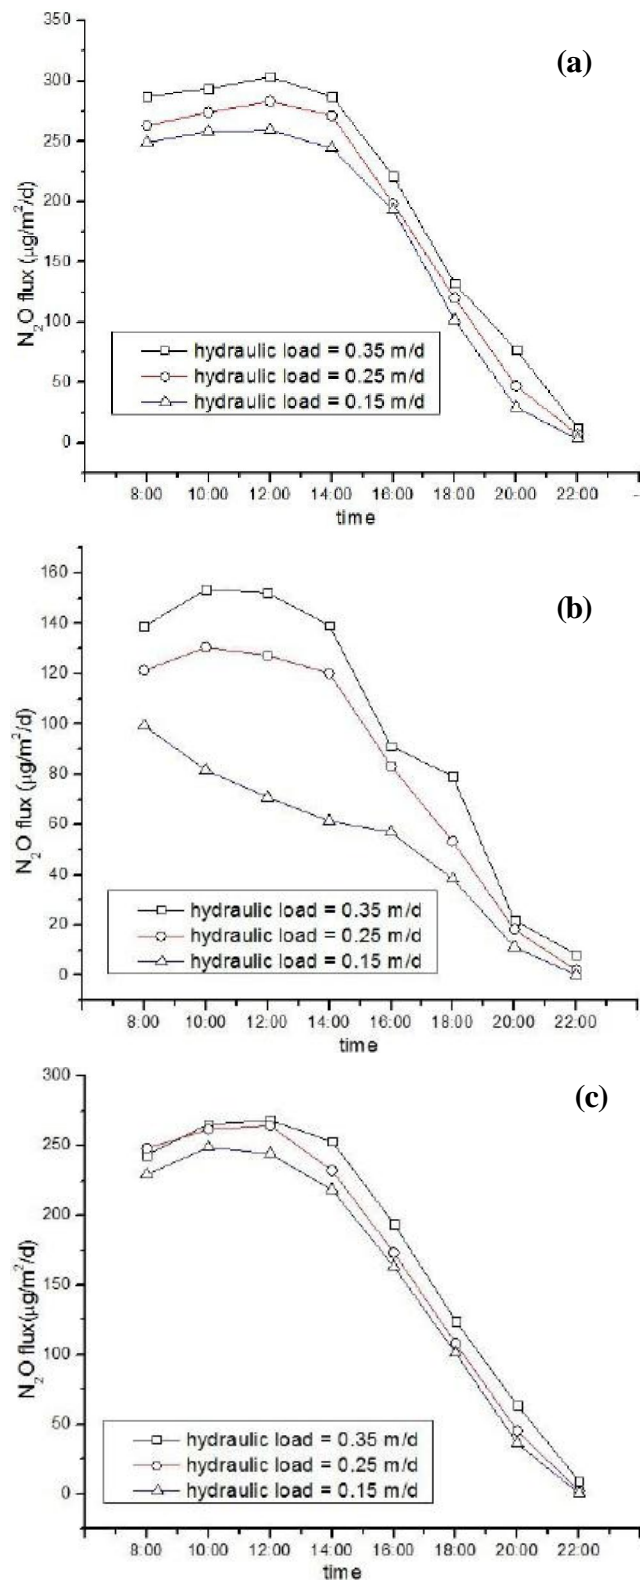 (a)
350
300
250
200
150
100
50
0
N2O flux (µg/m²/d)
hydraulic load = 0.35 m/d
hydraulic load = 0.25 m/d
hydraulic load = 0.15 m/d
8:00 10:00 12:00 14:00 16:00 18:00 20:00 22:00
time
(b)
160
140
120
100
80
60
40
20
0
N2O flux (µg/m²/d)
hydraulic load = 0.35 m/d
hydraulic load = 0.25 m/d
hydraulic load = 0.15 m/d
8:00 10:00 12:00 14:00 16:00 18:00 20:00 22:00
time
(c)
300
250
200
150
100
50
0
N2O flux(µg/m²/d)
hydraulic load = 0.35 m/d
hydraulic load = 0.25 m/d
hydraulic load = 0.15 m/d
8:00 10:00 12:00 14:00 16:00 18:00 20:00 22:00
time